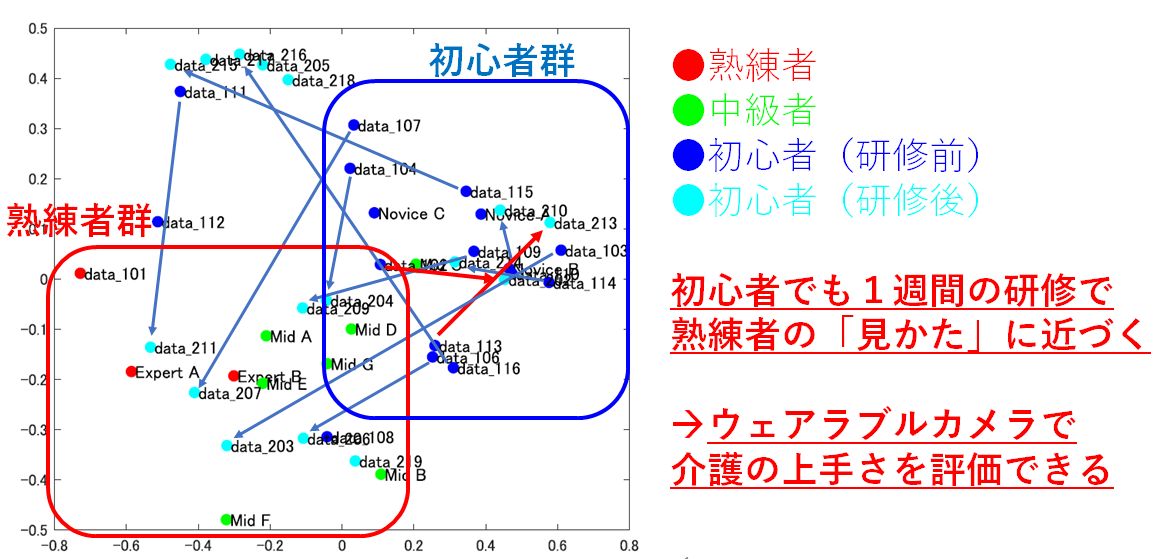 0.5
0.4
0.3
0.2
0
-0.1
-0.2
-0.3
-0.4
-0.5
-0.8
-0.6
-0.4
-0.2
0
0.2
0.4
0.6
0.8
初心者群
熟練者群
data_216
data_215
data_205
data_218
data_111
data_107
data_104
data_115
data_112
Novice C
data_210
data_213
data_109
data_103
data_101
Novice B
data_114
data_204
data_209
Mid D
Mid A
data_113
data_211
data_106
Mid G
Expert A
Expert B
data_116
Mid E
data_207
data_108
data_203
data_219
Mid B
Mid F
熟練者
中級者
初心者（研修前）
初心者（研修後）
初心者でも１週間の研修で
熟練者の「見かた」に近づく
→ウェアラブルカメラで
介護の上手さを評価できる